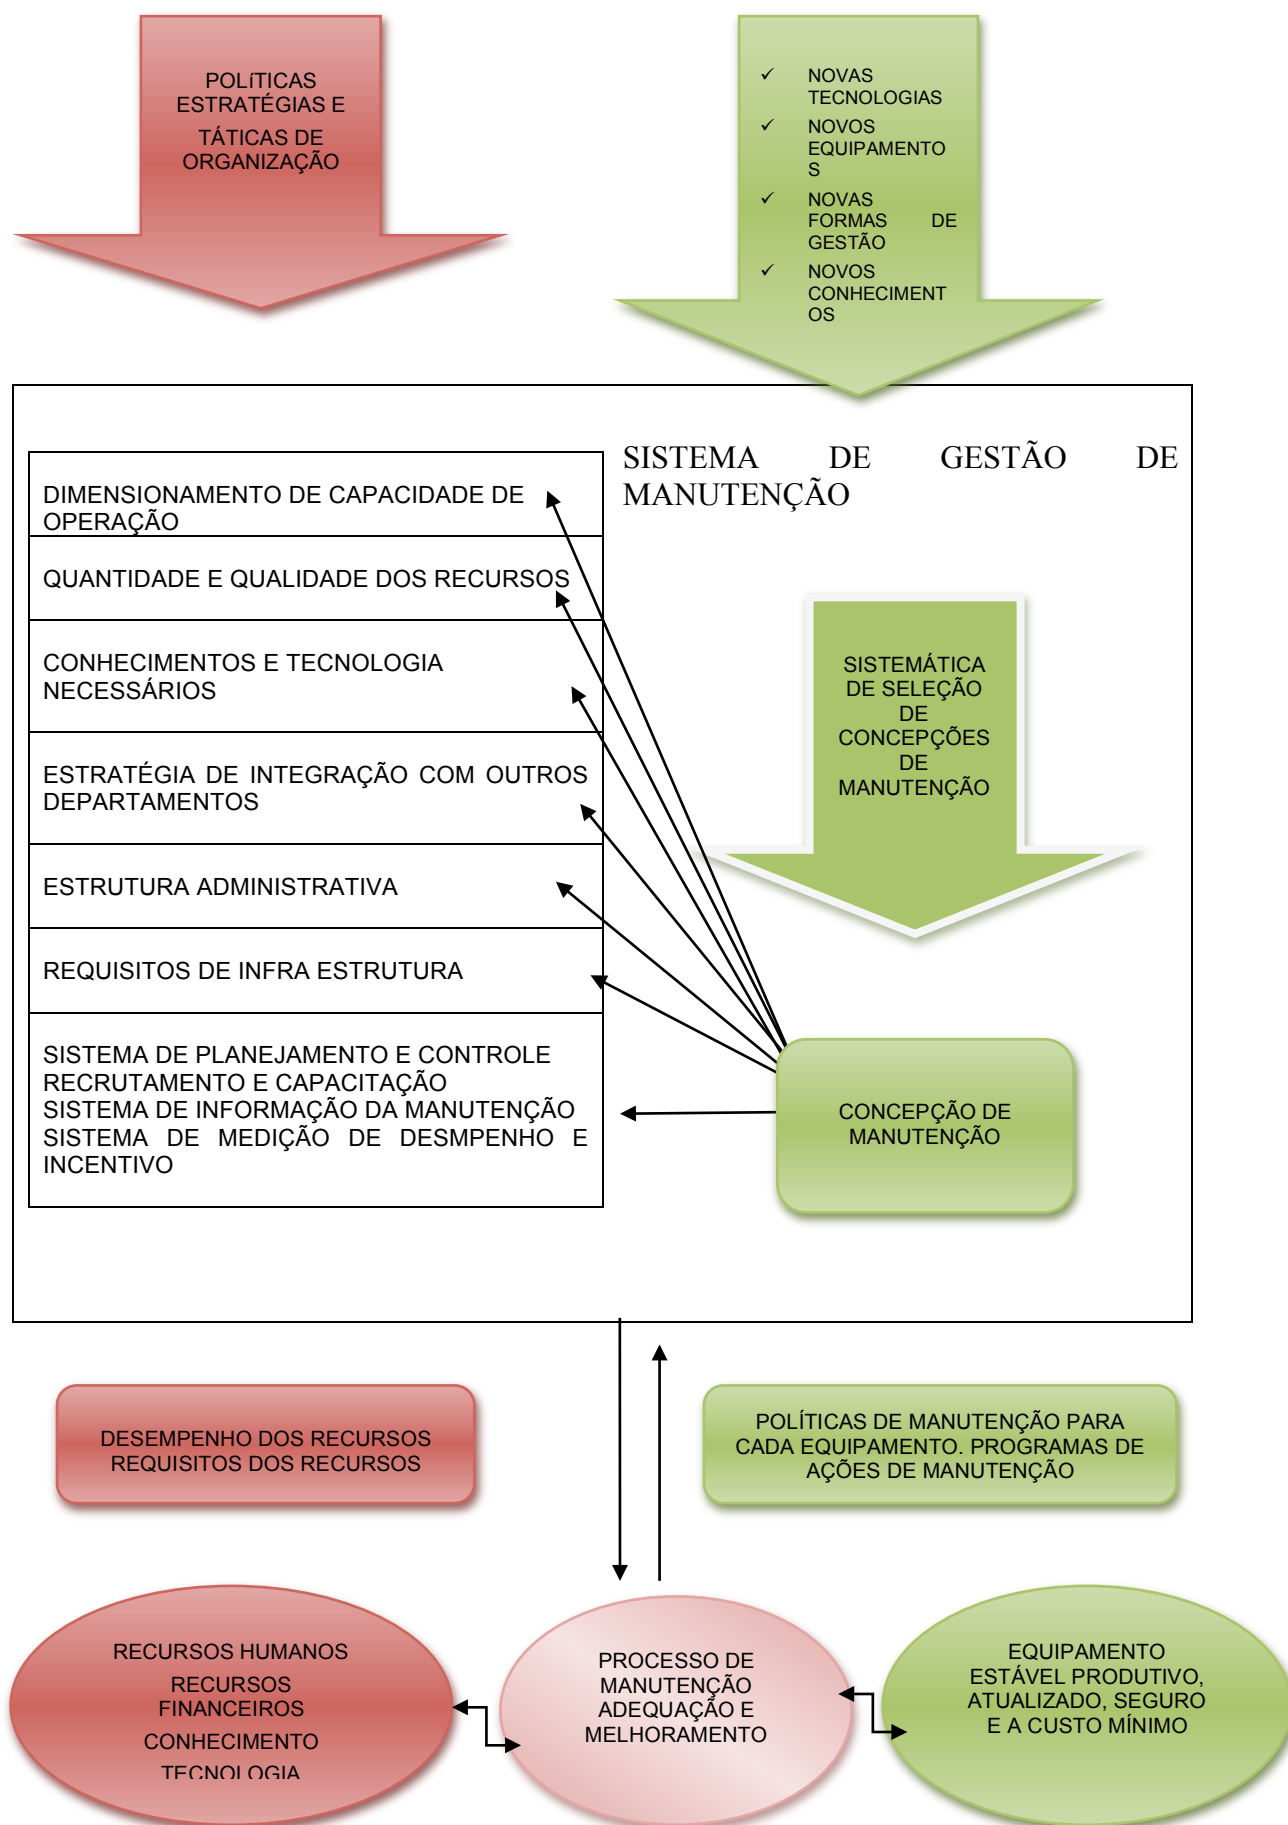 POLíTICAS
ESTRATÉGIAS E
TÁTICAS DE
ORGANIZAÇÃO
✓ NOVAS
TECNOLOGIAS
✓ NOVOS
EQUIPAMENTO
S
✓ NOVAS
FORMAS DE
GESTÃO
✓ NOVOS
CONHECIMENT
OS
SISTEMA DE GESTÃO DE
MANUTENÇÃO
DIMENSIONAMENTO DE CAPACIDADE DE
OPERAÇÃO
QUANTIDADE E QUALIDADE DOS RECURSOS
CONHECIMENTOS E TECNOLOGIA
NECESSÁRIOS
ESTRATÉGIA DE INTEGRAÇÃO COM OUTROS
DEPARTAMENTOS
ESTRUTURA ADMINISTRATIVA
REQUISITOS DE INFRA ESTRUTURA
SISTEMA DE PLANEJAMENTO E CONTROLE
RECRUTAMENTO E CAPACITAÇÃO
SISTEMA DE INFORMAÇÃO DA MANUTENÇÃO
SISTEMA DE MEDIÇÃO DE DESMPENHO E
INCENTIVO
SISTEMÁTICA
DE SELEÇÃO
DE
CONCEPÇÕES
DE
MANUTENÇÃO
CONCEPÇÃO DE
MANUTENÇÃO
DESEMPENHO DOS RECURSOS
REQUISITOS DOS RECURSOS
POLÍTICAS DE MANUTENÇÃO PARA
CADA EQUIPAMENTO. PROGRAMAS DE
AÇÕES DE MANUTENÇÃO
RECURSOS HUMANOS
RECURSOS
FINANCEIROS
CONHECIMENTO
TECNOLOGIA
PROCESSO DE
MANUTENÇÃO
ADEQUAÇÃO E
MELHORAMENTO
EQUIPAMENTO
ESTÁVEL PRODUTIVO,
ATUALIZADO, SEGURO
E A CUSTO MÍNIMO